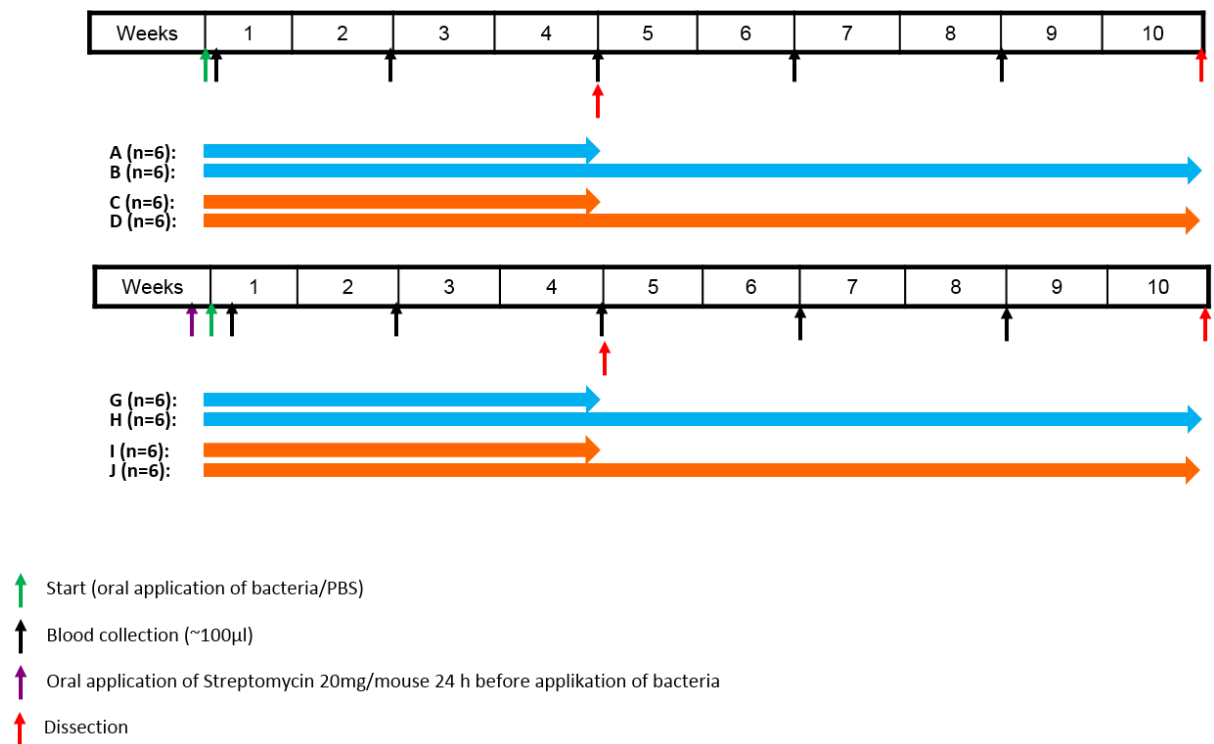 Weeks 1 2 3 4 5 6 7 8 9 10
A (n=6):
B (n=6):
C (n=6):
D (n=6):
Weeks 1 2 3 4 5 6 7 8 9 10
G (n=6):
H (n=6):
I (n=6):
J (n=6):
Start (oral application of bacteria/PBS)
Blood collection (~100µl)
Oral application of Streptomycin 20mg/mouse 24 h before applikation of bacteria
Dissection